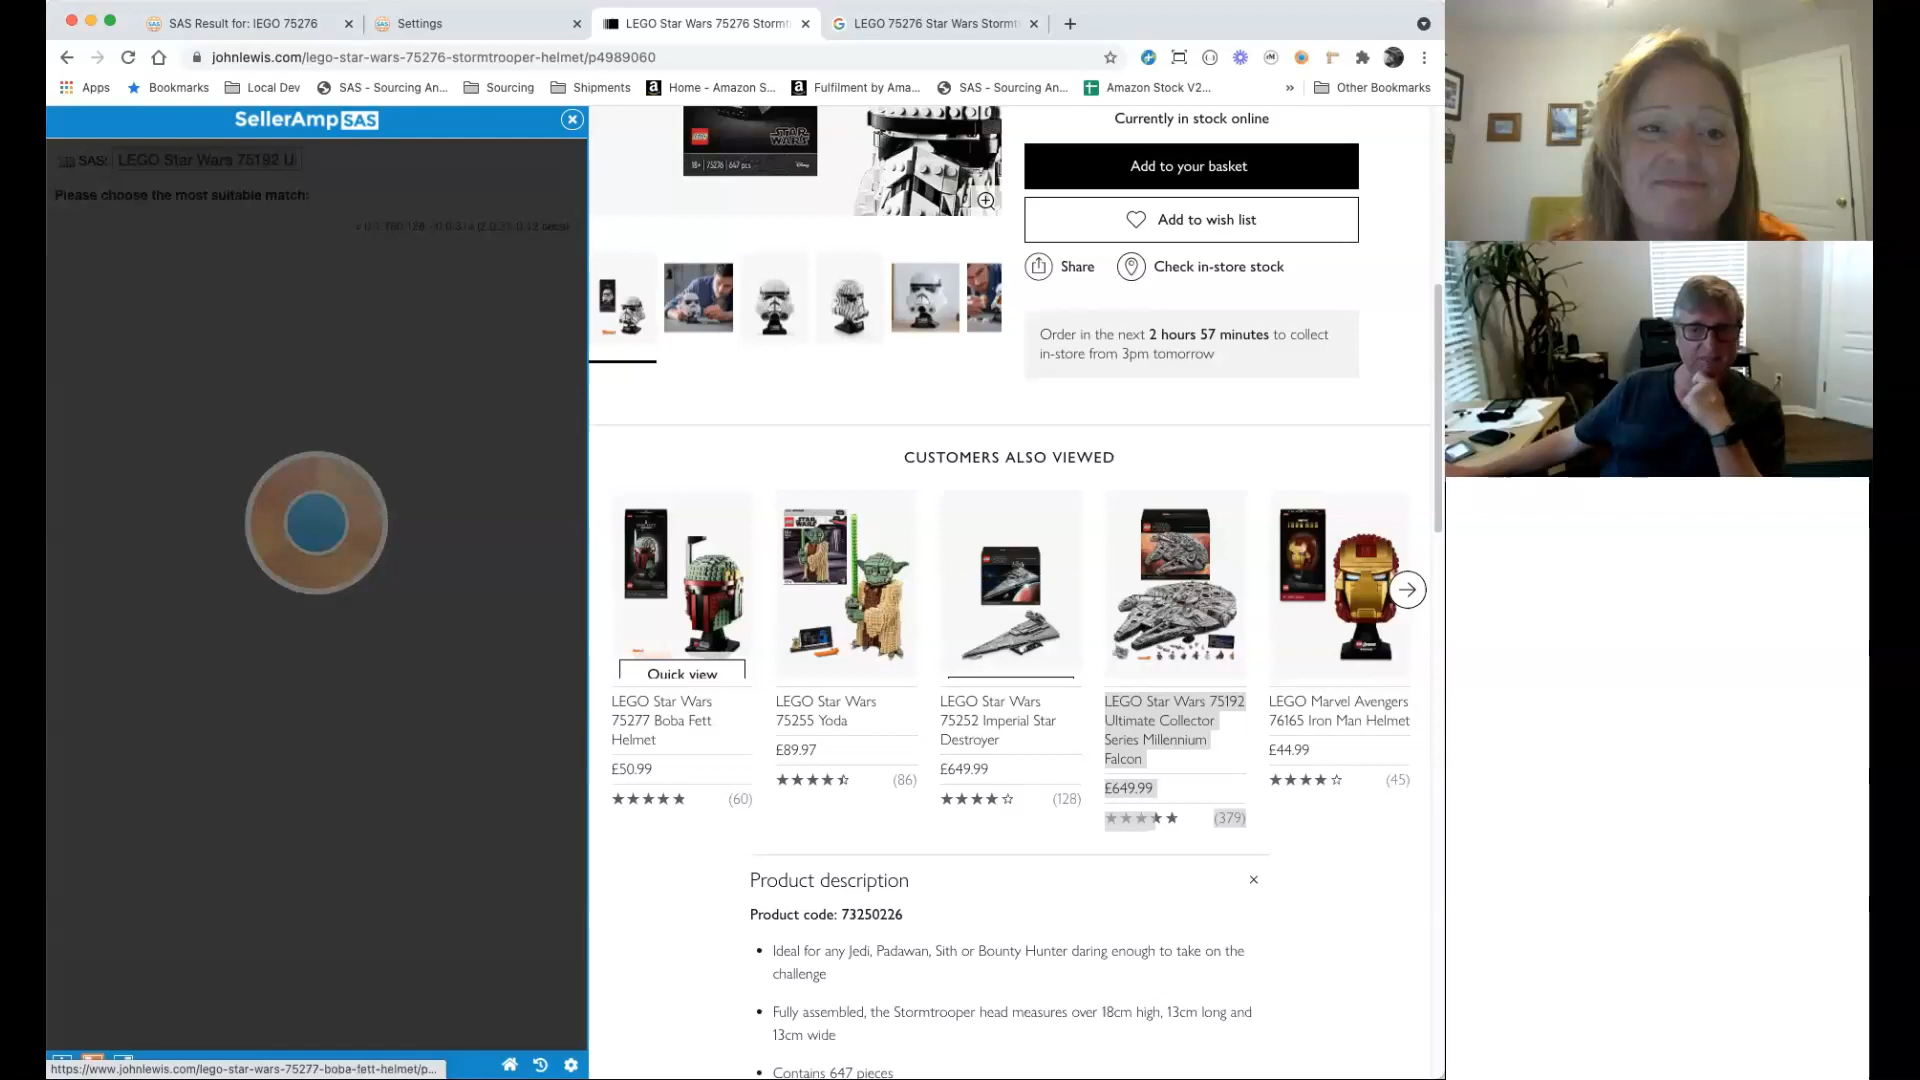 SAS Result for: lEGO 75276
Settings
LEGO Star Wars 75276 Stormt
LEGO 75276 Star Wars Stormt
johnlewis.com/lego-star-wars-75276-stormtrooper-helmet/p4989060
Apps
Bookmarks
Local Dev
SAS - Sourcing An...
Sourcing
Shipments
Home - Amazon S...
Fulfilment by Ama...
SAS - Sourcing An...
Amazon Stock V2...
»
Other Bookmarks
SellerAmp SAS
SAS: LEGO Star Wars 75192 U
Please choose the most suitable match:
STAR WARS
18+ 75276 647 pcs
Currently in stock online
Add to your basket
Add to wish list
Share
Check in-store stock
Order in the next 2 hours 57 minutes to collect
in-store from 3pm tomorrow
CUSTOMERS ALSO VIEWED
Quick view
LEGO Star Wars
75277 Boba Fett
Helmet
£50.99
(60)
LEGO Star Wars
75255 Yoda
£89.97
(86)
LEGO Star Wars
75252 Imperial Star
Destroyer
£649.99
(128)
LEGO Star Wars 75192
Ultimate Collector
Series Millennium
Falcon
£649.99
(379)
LEGO Marvel Avengers
76165 Iron Man Helmet
£44.99
(45)
Product description
Product code: 73250226
Ideal for any Jedi, Padawan, Sith or Bounty Hunter daring enough to take on the
challenge
Fully assembled, the Stormtrooper head measures over 18cm high, 13cm long and
13cm wide
Contains 647 pieces
https://www.johnlewis.com/lego-star-wars-75277-boba-fett-helmet/p...